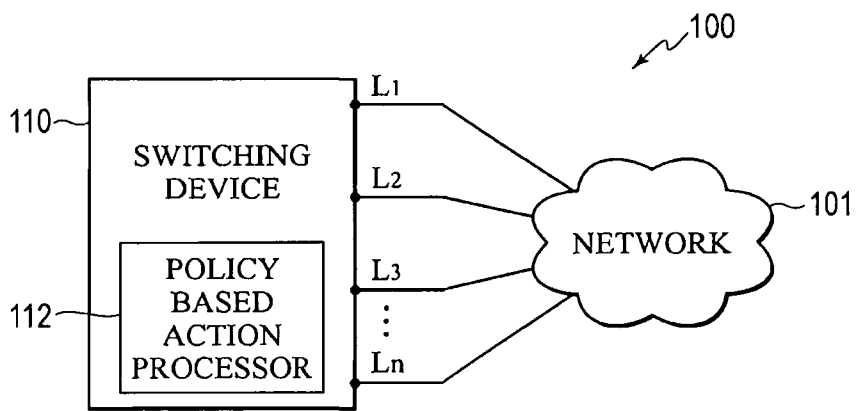 100
110
SWITCHING
DEVICE
L1
L2
L3
Ln
NETWORK
101
112
POLICY
BASED
ACTION
PROCESSOR